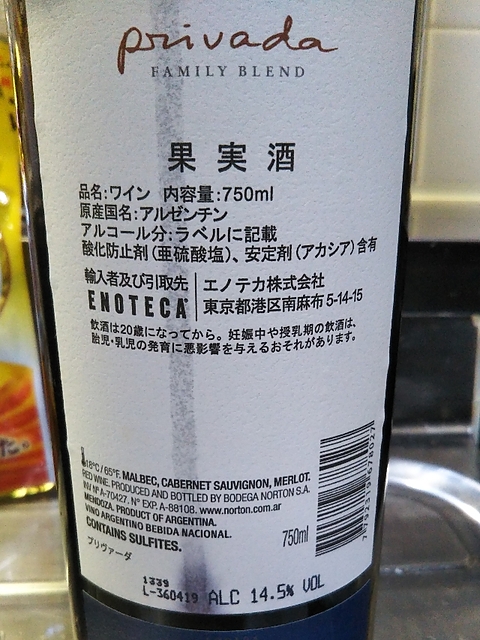 privada
FAMILY BLEND
果実酒
品名:ワイン 内容量:750ml
原産国名:アルゼンチン
アルコール分:ラベルに記載
酸化防止剤(亜硫酸塩)、安定剤(アカシア)含有
輸入者及び引取先
ENOTECA
エノテカ株式会社
東京都港区南麻布5-14-15
飲酒は20歳になってから。妊娠中や授乳期の飲酒は、
胎児・乳児の発育に悪影響を与えるおそれがあります。
18°C / 65°F. MALBEC, CABERNET SAUVIGNON, MERLOT.
RED WINE. PRODUCED AND BOTTLED BY BODEGA NORTON S.A.
INV Nº A-70427. Nº EXP. A-88108. www.norton.com.ar
MENDOZA. PRODUCT OF ARGENTINA.
VINO ARGENTINO BEBIDA NACIONAL.
CONTAINS SULFITES.
プリヴァーダ
750ml
1339
L-360419 ALC 14.5% VOL
た。